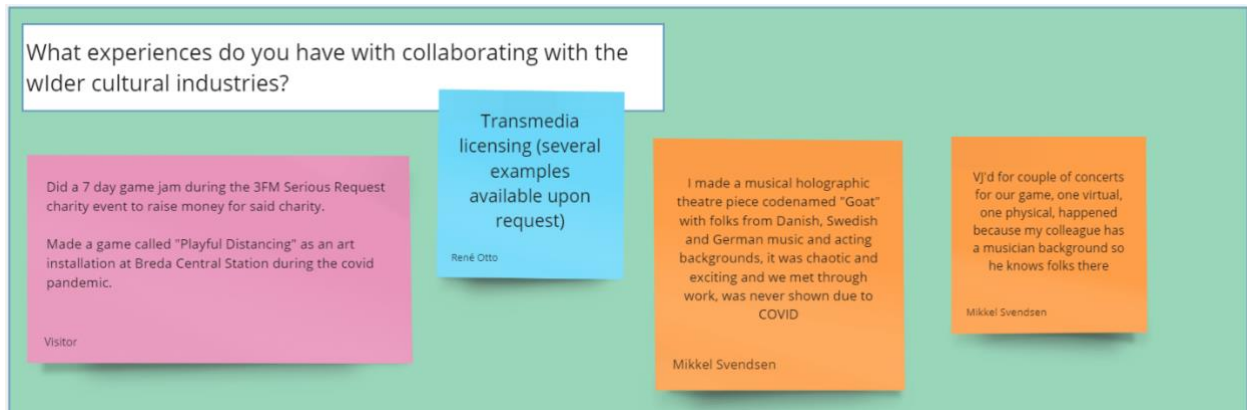 What experiences do you have with collaborating with the
wIder cultural industries?
Did a 7 day game jam during the 3FM Serious Request
charity event to raise money for said charity.
Made a game called "Playful Distancing" as an art
installation at Breda Central Station during the covid
pandemic.
Visitor
Transmedia
licensing (several
examples
available upon
request)
René Otto
I made a musical holographic
theatre piece codenamed "Goat"
with folks from Danish, Swedish
and German music and acting
backgrounds, it was chaotic and
exciting and we met through
work, was never shown due to
COVID
Mikkel Svendsen
VJ'd for couple of concerts
for our game, one virtual,
one physical, happened
because my colleague has
a musician background so
he knows folks there
Mikkel Svendsen